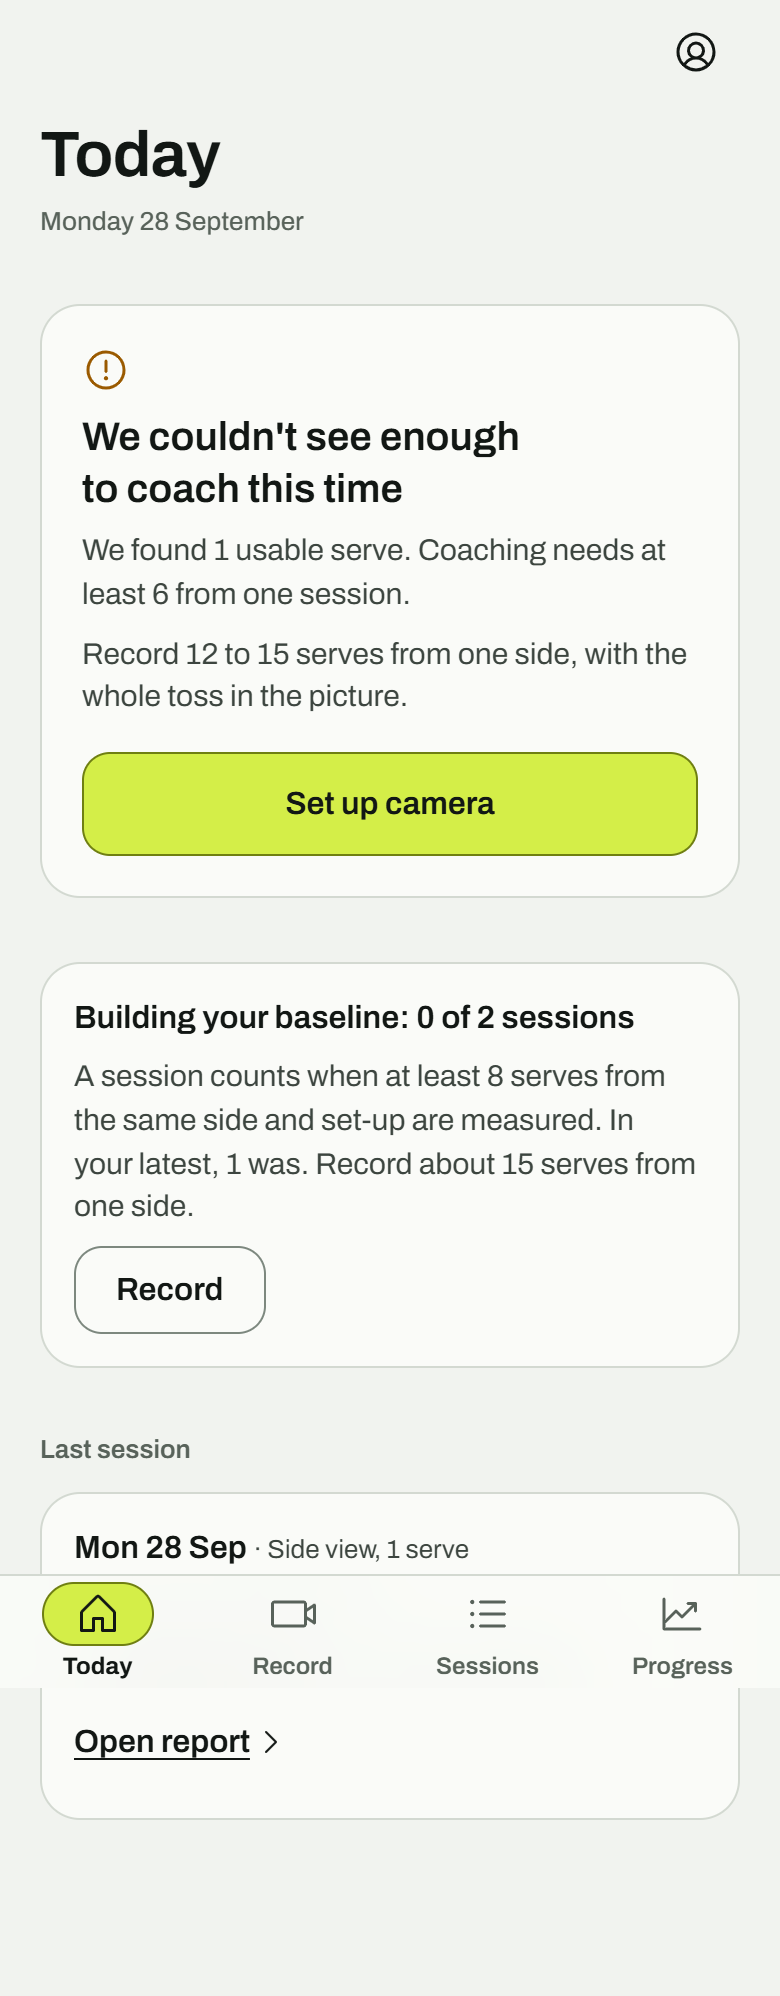 Today
Monday 28 September
We couldn't see enough
to coach this time
We found 1 usable serve. Coaching needs at
least 6 from one session.
Record 12 to 15 serves from one side, with the
whole toss in the picture.
Set up camera
Building your baseline: 0 of 2 sessions
A session counts when at least 8 serves from
the same side and set-up are measured. In
your latest, 1 was. Record about 15 serves from
one side.
Record
Last session
Mon 28 Sep · Side view, 1 serve
Today
Record
Sessions
Progress
Open report